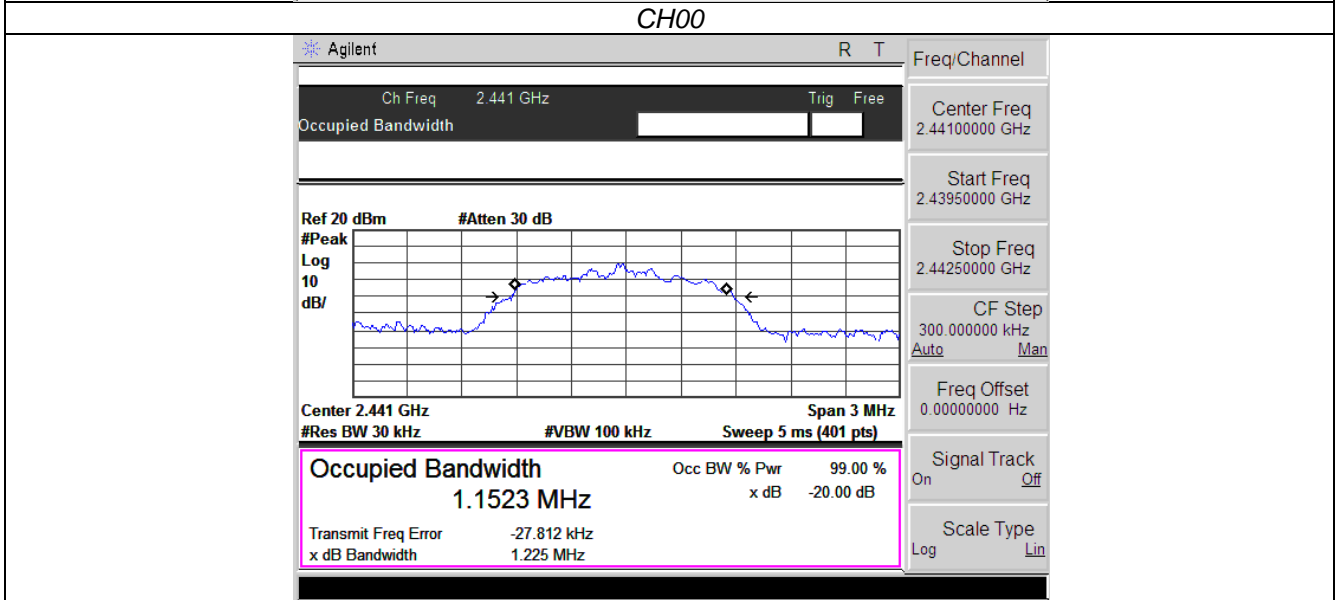 CH00
Agilent R T
Freq/Channel
Ch Freq 2.441 GHz Trig Free
Occupied Bandwidth
Center Freq
2.44100000 GHz
Start Freq
2.43950000 GHz
Ref 20 dBm #Atten 30 dB
#Peak
Log
10
dB/
Stop Freq
2.44250000 GHz
CF Step
300.000000 kHz
Auto Man
Freq Offset
0.00000000 Hz
Center 2.441 GHz Span 3 MHz
#Res BW 30 kHz #VBW 100 kHz Sweep 5 ms (401 pts)
Occupied Bandwidth Occ BW % Pwr 99.00 %
1.1523 MHz x dB -20.00 dB
Transmit Freq Error -27.812 kHz
x dB Bandwidth 1.225 MHz
Signal Track
On Off
Scale Type
Log Lin